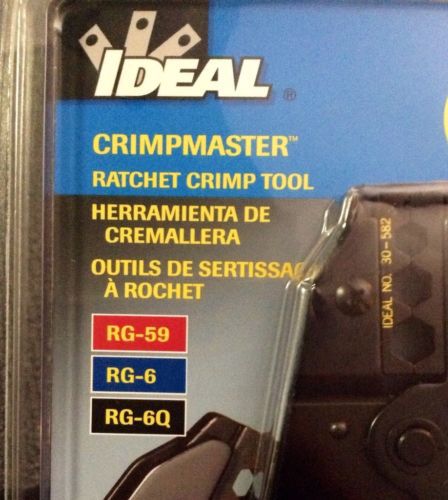 IDEAL ®
CRIMPMASTER™
RATCHET CRIMP TOOL
HERRAMIENTA DE
CREMALLERA
OUTILS DE SERTISSAG
À ROCHET
RG-59
RG-6
RG-6Q
IDEAL NO. 30-582